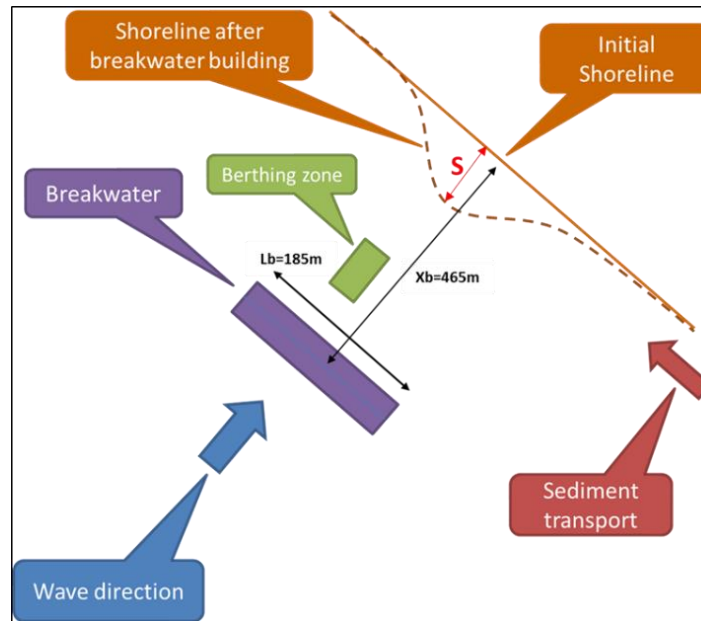 Shoreline after
breakwater building
Initial
Shoreline
S
Berthing zone
Breakwater
Lb=185m
Xb=465m
Sediment
transport
Wave direction